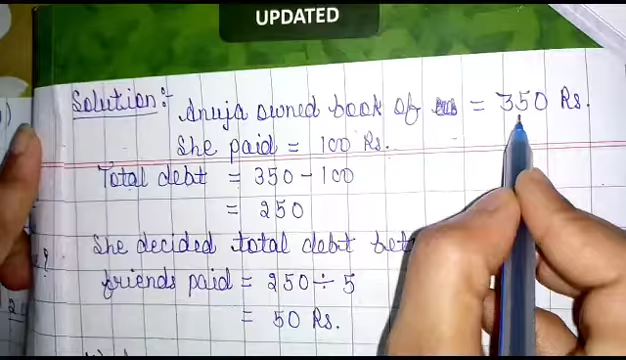 UPDATED
Solution:-
Anuja owned book of = 350 Rs.
She paid = 100 Rs.
Total debt = 350 - 100
= 250
She decided total debt bet
friends paid = 250 ÷ 5
= 50 Rs.